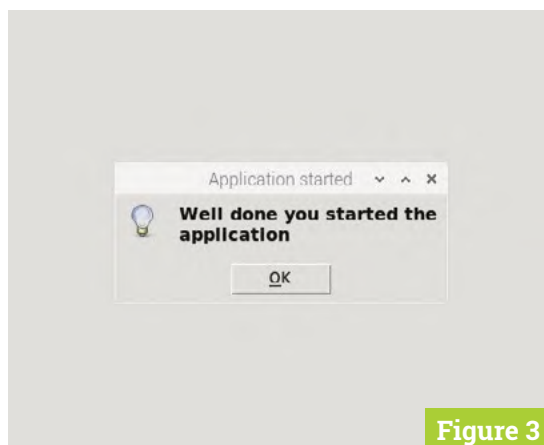 Application started
Well done you started the
application
OK
Figure 3